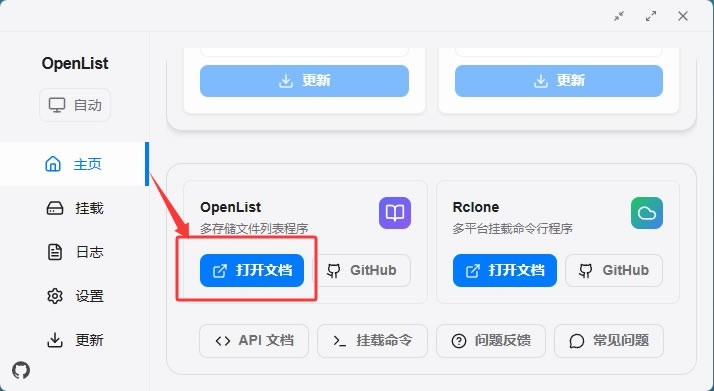 OpenList
自动
主页
挂载
日志
设置
更新
更新
更新
OpenList
多存储文件列表程序
打开文档
GitHub
Rclone
多平台挂载命令行程序
打开文档
GitHub
API 文档
挂载命令
问题反馈
常见问题